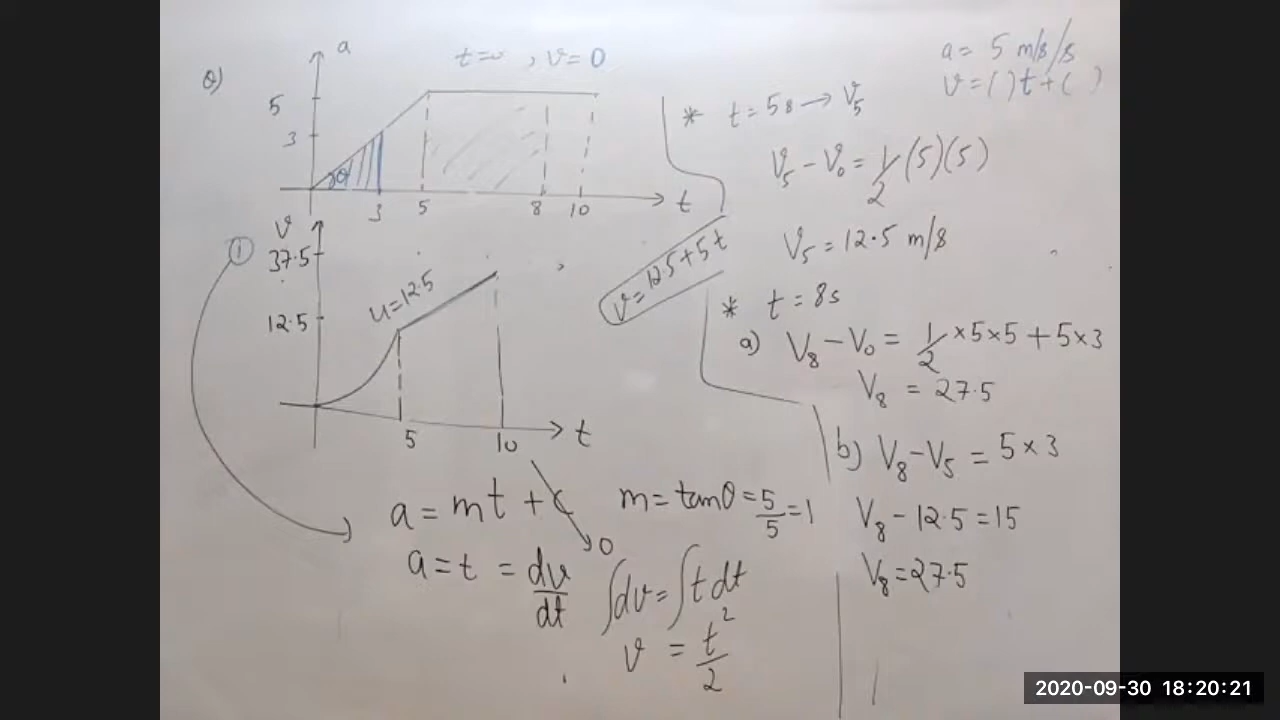 Q)
a
t=0 , v=0
5
3
3 5 8 10 t
a = 5 m/s/s
v = ( )t + ( )
* t = 5s → V₅
V₅ - V₀ = 1/2 (5)(5)
V₅ = 12.5 m/s
v = 12.5 + 5t
* t = 8s
a) V₈ - V₀ = 1/2 × 5 × 5 + 5 × 3
V₈ = 27.5
b) V₈ - V₅ = 5 × 3
V₈ - 12.5 = 15
V₈ = 27.5
①
v
37.5
12.5
u = 12.5
5 10 t
a = mt + c
0
m = tanθ = 5/5 = 1
a = t = dv/dt
∫dv = ∫t dt
v = t²/2
2020-09-30 18:20:21